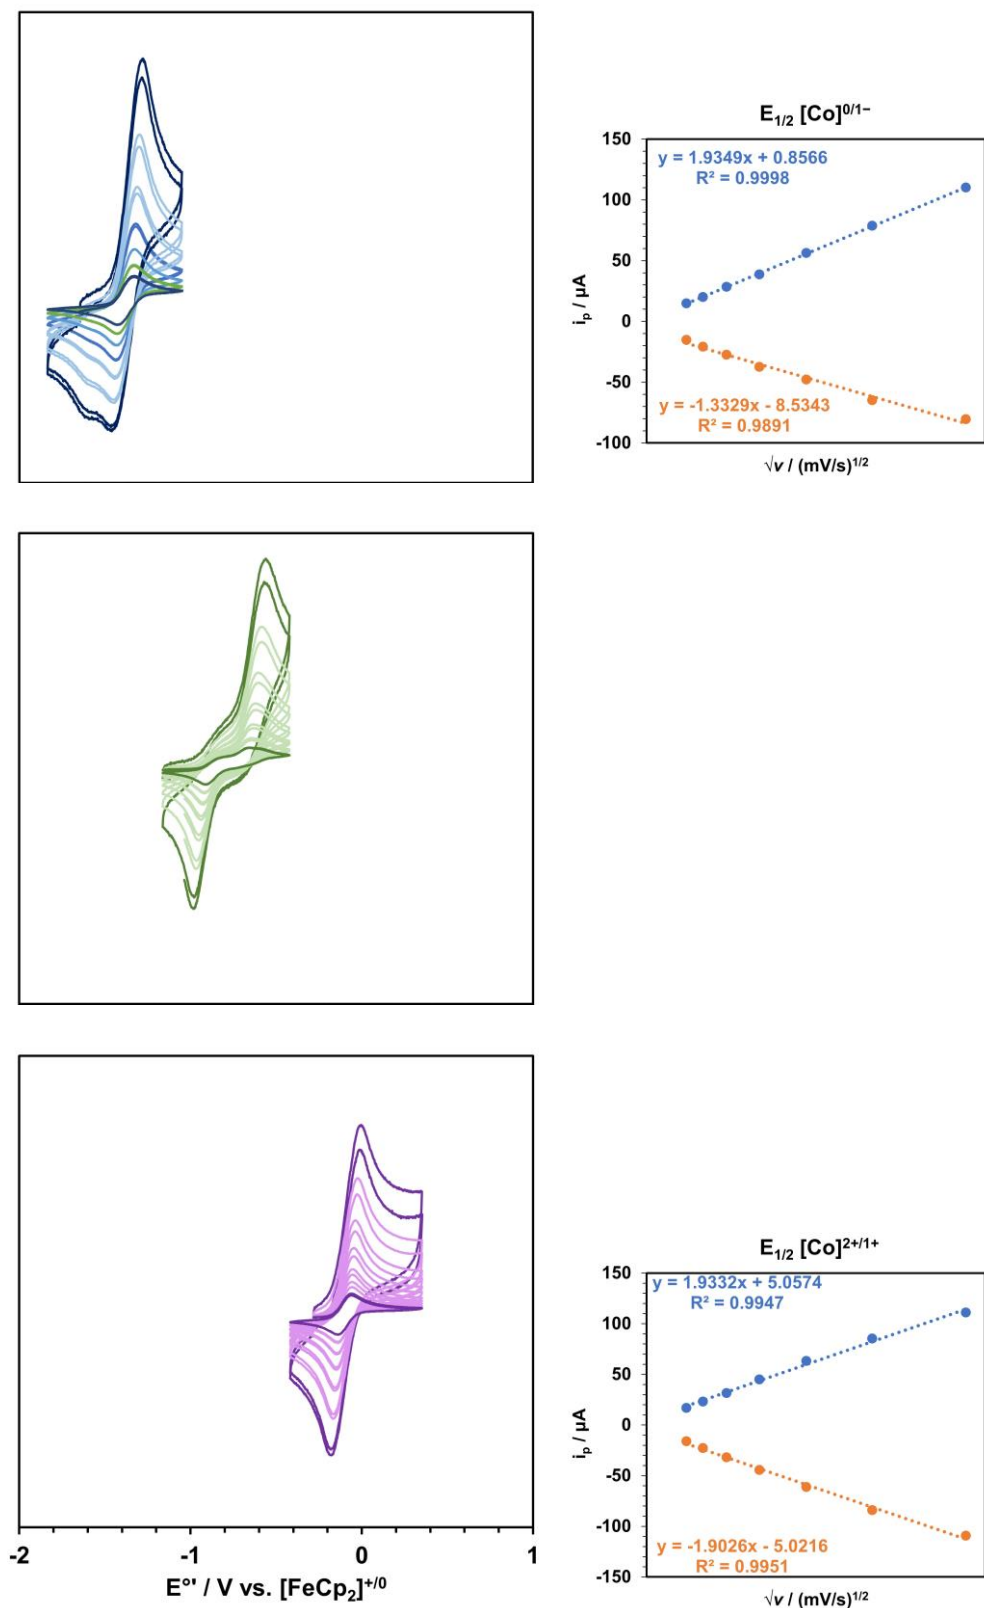 E1/2 [Co]0/1−
150
y = 1.9349x + 0.8566
R² = 0.9998
100
50
0
-50
y = -1.3329x - 8.5343
R² = 0.9891
-100
ip / μA
√v / (mV/s)1/2
E1/2 [Co]2+/1+
150
y = 1.9332x + 5.0574
R² = 0.9947
100
50
0
-50
-100
y = -1.9026x - 5.0216
R² = 0.9951
-150
ip / μA
√v / (mV/s)1/2
-2 -1 0 1
E°' / V vs. [FeCp2]+/0